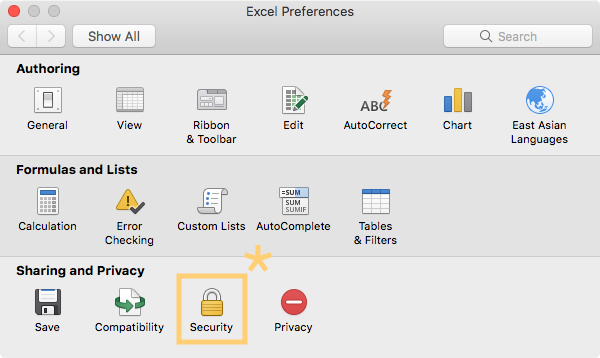 Excel Preferences
Show All
Search
Authoring
General
View
Ribbon
& Toolbar
Edit
ABC
AutoCorrect
Chart
East Asian
Languages
Formulas and Lists
Calculation
Error
Checking
Custom Lists
=SUM
SUM
SUMIF
AutoComplete
Tables
& Filters
Sharing and Privacy
Save
Compatibility
Security
Privacy